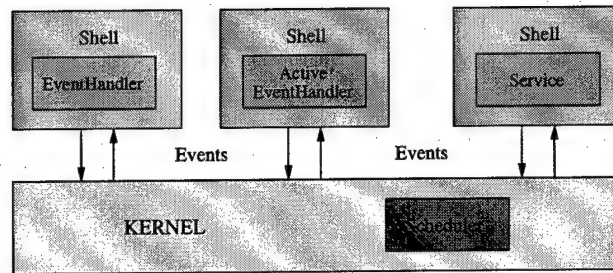 Shell
Shell
Shell
EventHandler
Active
EventHandler
Service
Events
Events
KERNEL
Scheduler